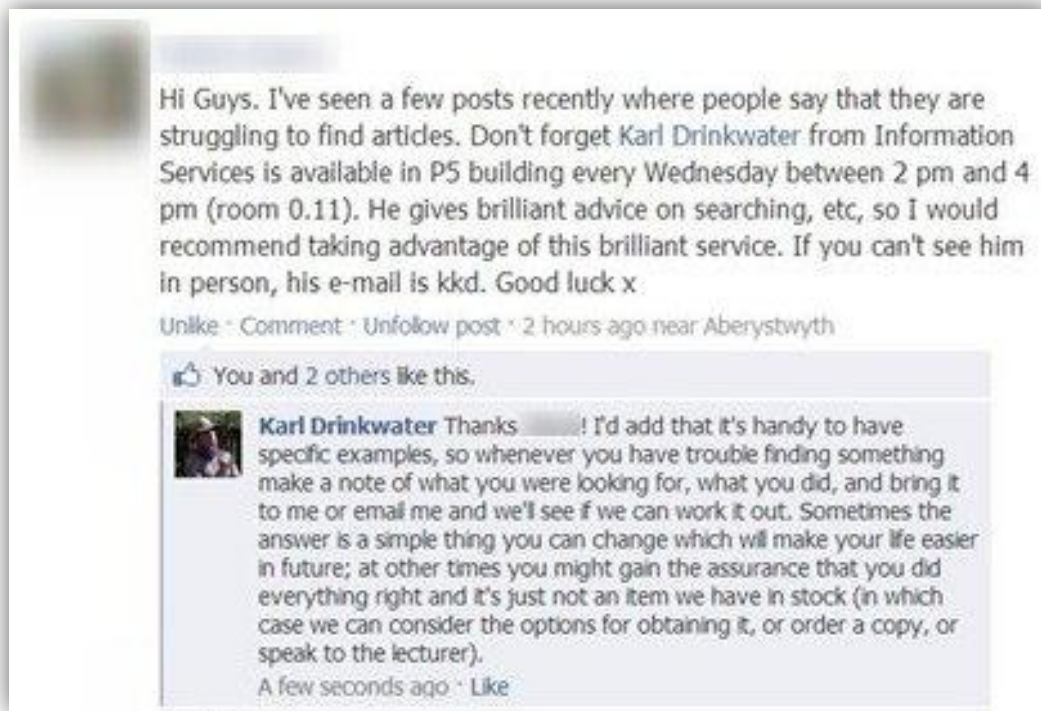 Hi Guys. I've seen a few posts recently where people say that they are
struggling to find articles. Don't forget Karl Drinkwater from Information
Services is available in P5 building every Wednesday between 2 pm and 4
pm (room 0.11). He gives brilliant advice on searching, etc, so I would
recommend taking advantage of this brilliant service. If you can't see him
in person, his e-mail is kkd. Good luck x
Unlike · Comment · Unfollow post · 2 hours ago near Aberystwyth
You and 2 others like this.
Karl Drinkwater Thanks ! I'd add that it's handy to have
specific examples, so whenever you have trouble finding something
make a note of what you were looking for, what you did, and bring it
to me or email me and we'll see if we can work it out. Sometimes the
answer is a simple thing you can change which will make your life easier
in future; at other times you might gain the assurance that you did
everything right and it's just not an item we have in stock (in which
case we can consider the options for obtaining it, or order a copy, or
speak to the lecturer).
A few seconds ago · Like